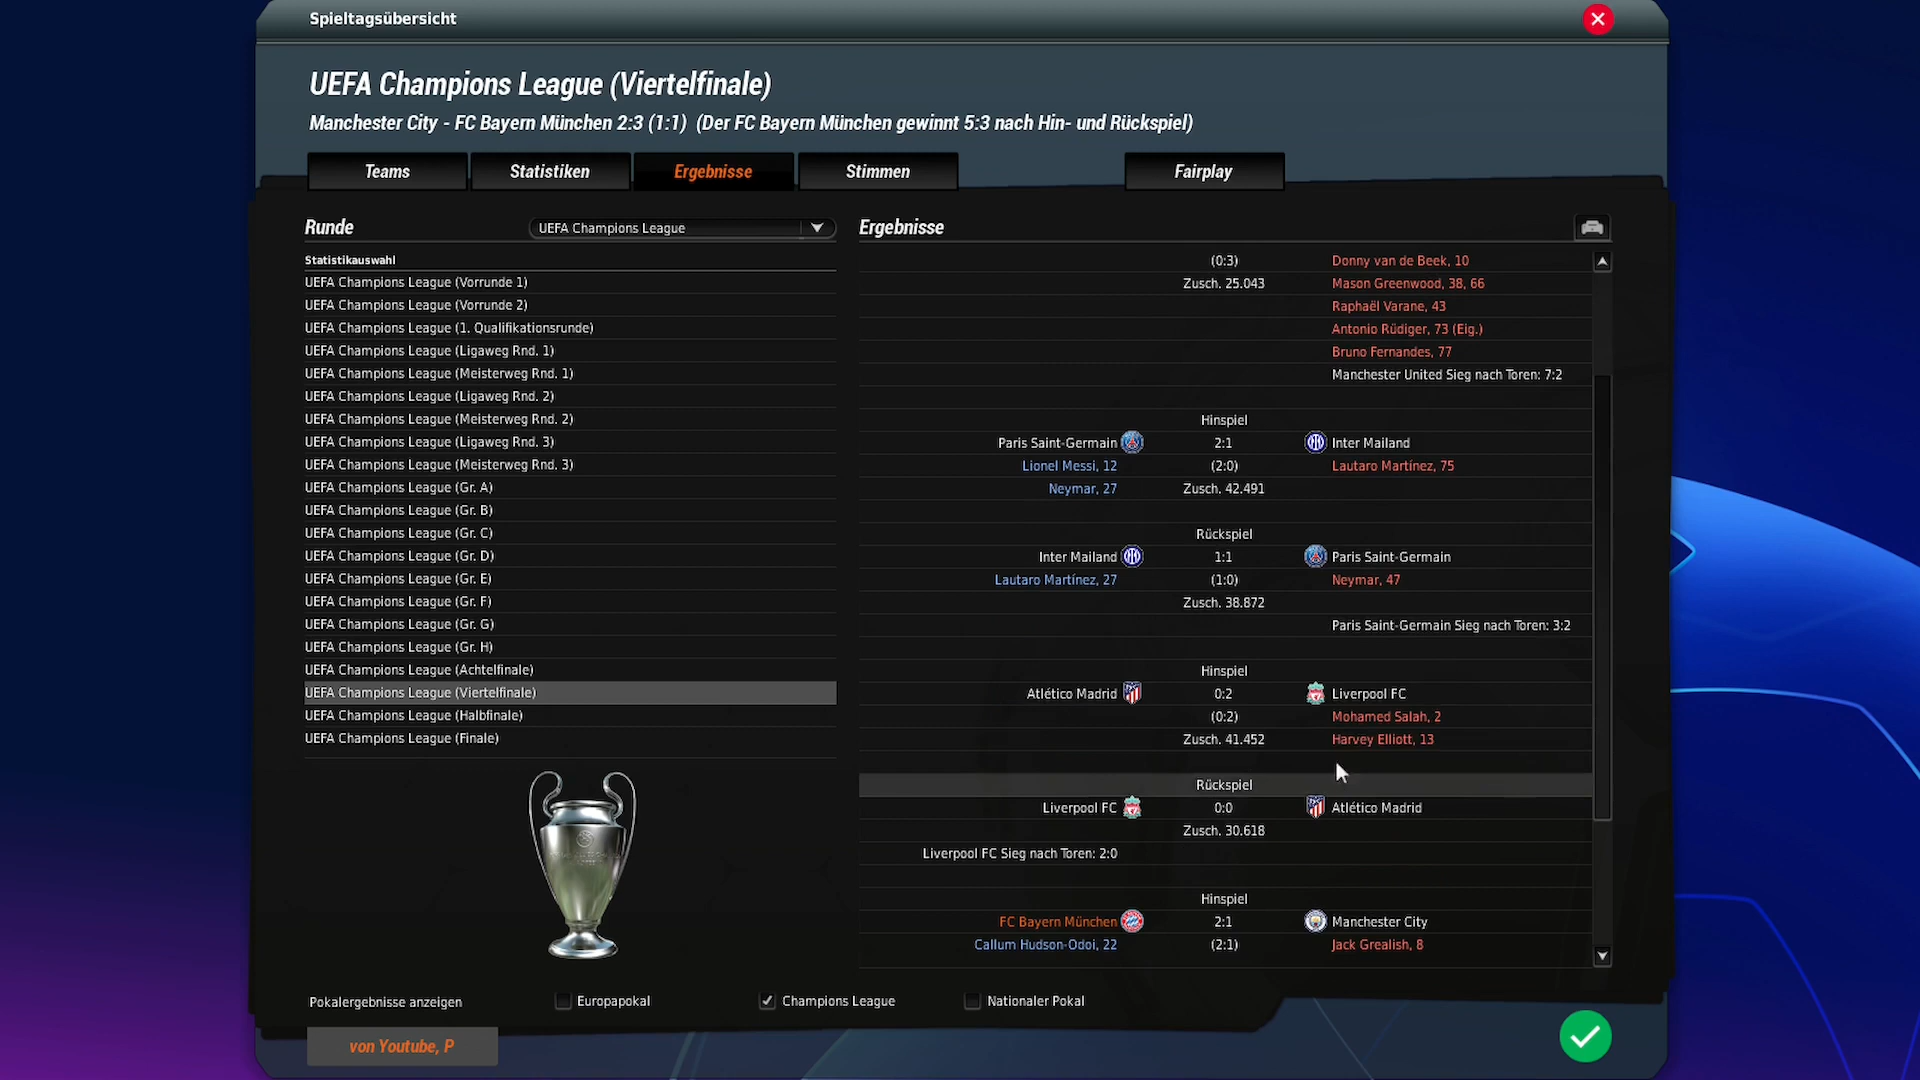 Spieltagsübersicht
UEFA Champions League (Viertelfinale)
Manchester City - FC Bayern München 2:3 (1:1) (Der FC Bayern München gewinnt 5:3 nach Hin- und Rückspiel)
Teams Statistiken Ergebnisse Stimmen Fairplay
Runde UEFA Champions League
Statistikauswahl
UEFA Champions League (Vorrunde 1)
UEFA Champions League (Vorrunde 2)
UEFA Champions League (1. Qualifikationsrunde)
UEFA Champions League (Ligaweg Rnd. 1)
UEFA Champions League (Meisterweg Rnd. 1)
UEFA Champions League (Ligaweg Rnd. 2)
UEFA Champions League (Meisterweg Rnd. 2)
UEFA Champions League (Ligaweg Rnd. 3)
UEFA Champions League (Meisterweg Rnd. 3)
UEFA Champions League (Gr. A)
UEFA Champions League (Gr. B)
UEFA Champions League (Gr. C)
UEFA Champions League (Gr. D)
UEFA Champions League (Gr. E)
UEFA Champions League (Gr. F)
UEFA Champions League (Gr. G)
UEFA Champions League (Gr. H)
UEFA Champions League (Achtelfinale)
UEFA Champions League (Viertelfinale)
UEFA Champions League (Halbfinale)
UEFA Champions League (Finale)
Ergebnisse
(0:3) Donny van de Beek, 10
Zusch. 25.043 Mason Greenwood, 38, 66
Raphaël Varane, 43
Antonio Rüdiger, 73 (Eig.)
Bruno Fernandes, 77
Manchester United Sieg nach Toren: 7:2
Hinspiel
Paris Saint-Germain 2:1 Inter Mailand
Lionel Messi, 12 (2:0) Lautaro Martínez, 75
Neymar, 27 Zusch. 42.491
Rückspiel
Inter Mailand 1:1 Paris Saint-Germain
Lautaro Martínez, 27 (1:0) Neymar, 47
Zusch. 38.872
Paris Saint-Germain Sieg nach Toren: 3:2
Hinspiel
Atlético Madrid 0:2 Liverpool FC
(0:2) Mohamed Salah, 2
Zusch. 41.452 Harvey Elliott, 13
Rückspiel
Liverpool FC 0:0 Atlético Madrid
Zusch. 30.618
Liverpool FC Sieg nach Toren: 2:0
Hinspiel
FC Bayern München 2:1 Manchester City
Callum Hudson-Odoi, 22 (2:1) Jack Grealish, 8
Pokalergebnisse anzeigen Europapokal Champions League Nationaler Pokal
von Youtube, P